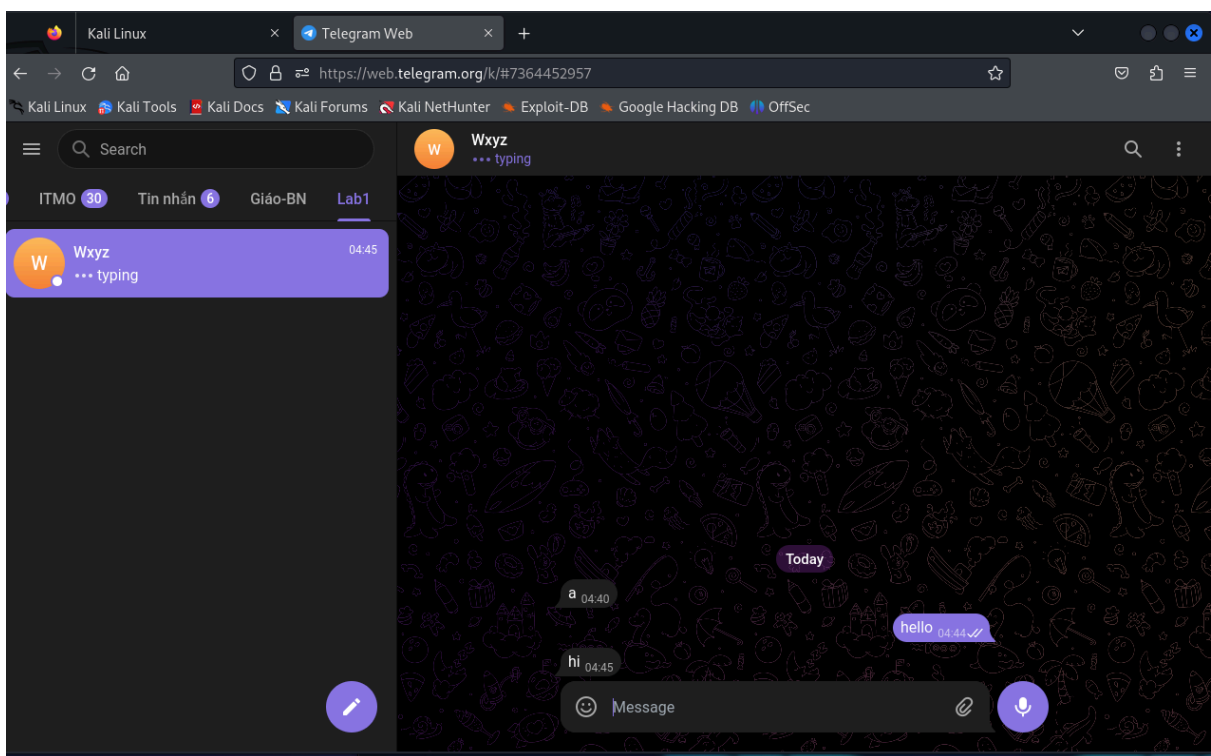 Kali Linux
Telegram Web
https://web.telegram.org/k/#7364452957
Kali Linux Kali Tools Kali Docs Kali Forums Kali NetHunter Exploit-DB Google Hacking DB OffSec
Search
ITMO 30 Tin nhắn 6 Giáo-BN Lab1
W
Wxyz 04:45
typing
W
Wxyz
typing
Today
a 04:40
hello 04:44
hi 04:45
Message